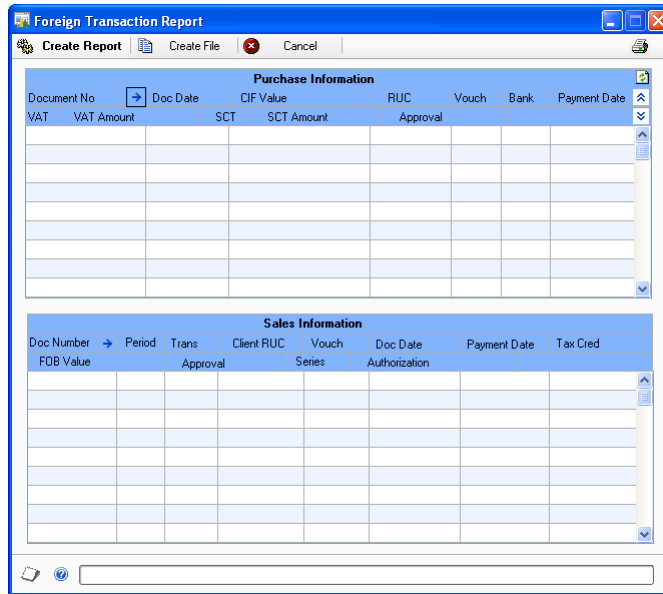 Foreign Transaction Report
Create Report Create File Cancel
Purchase Information
Document No Doc Date CIF Value RUC Vouch Bank Payment Date
VAT VAT Amount SCT SCT Amount Approval
Sales Information
Doc Number Period Trans Client RUC Vouch Doc Date Payment Date Tax Cred
FOB Value Approval Series Authorization